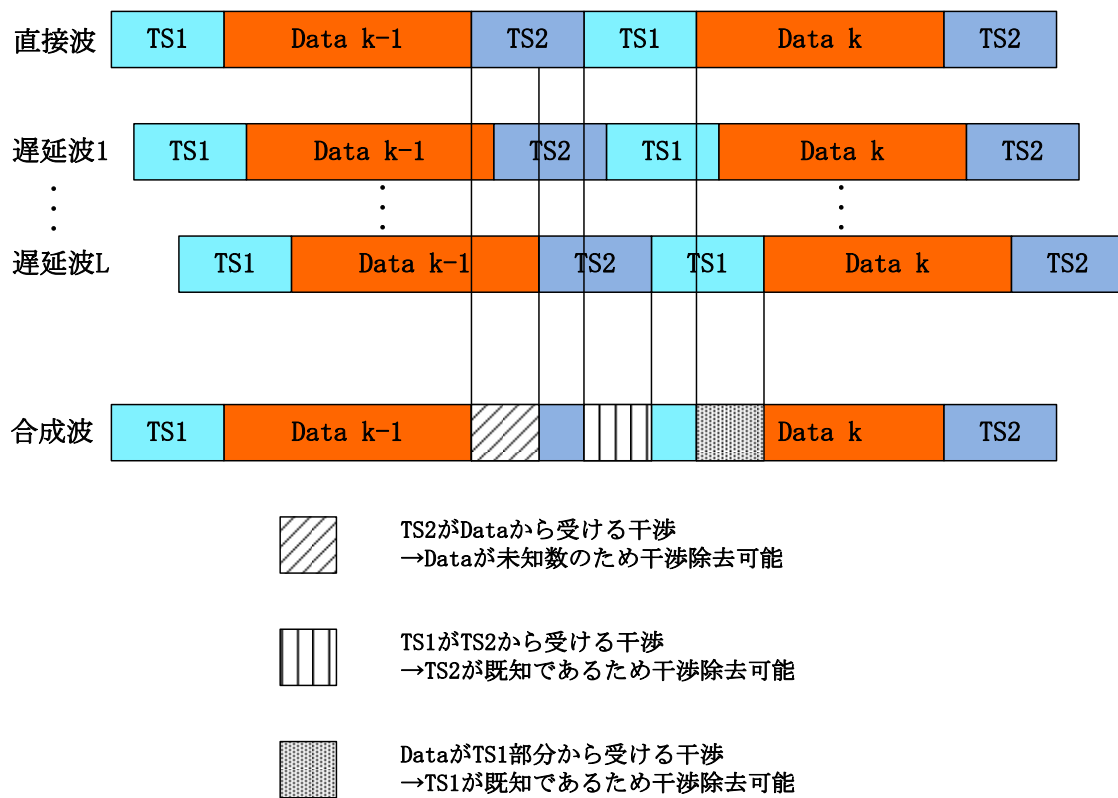 直接波 TS1 Data k-1 TS2 TS1 Data k TS2
遅延波1 TS1 Data k-1 TS2 TS1 Data k TS2
遅延波L TS1 Data k-1 TS2 TS1 Data k TS2
合成波 TS1 Data k-1 Data k TS2
TS2がDataから受ける干渉
→Dataが未知数のため干渉除去可能
TS1がTS2から受ける干渉
→TS2が既知であるため干渉除去可能
DataがTS1部分から受ける干渉
→TS1が既知であるため干渉除去可能